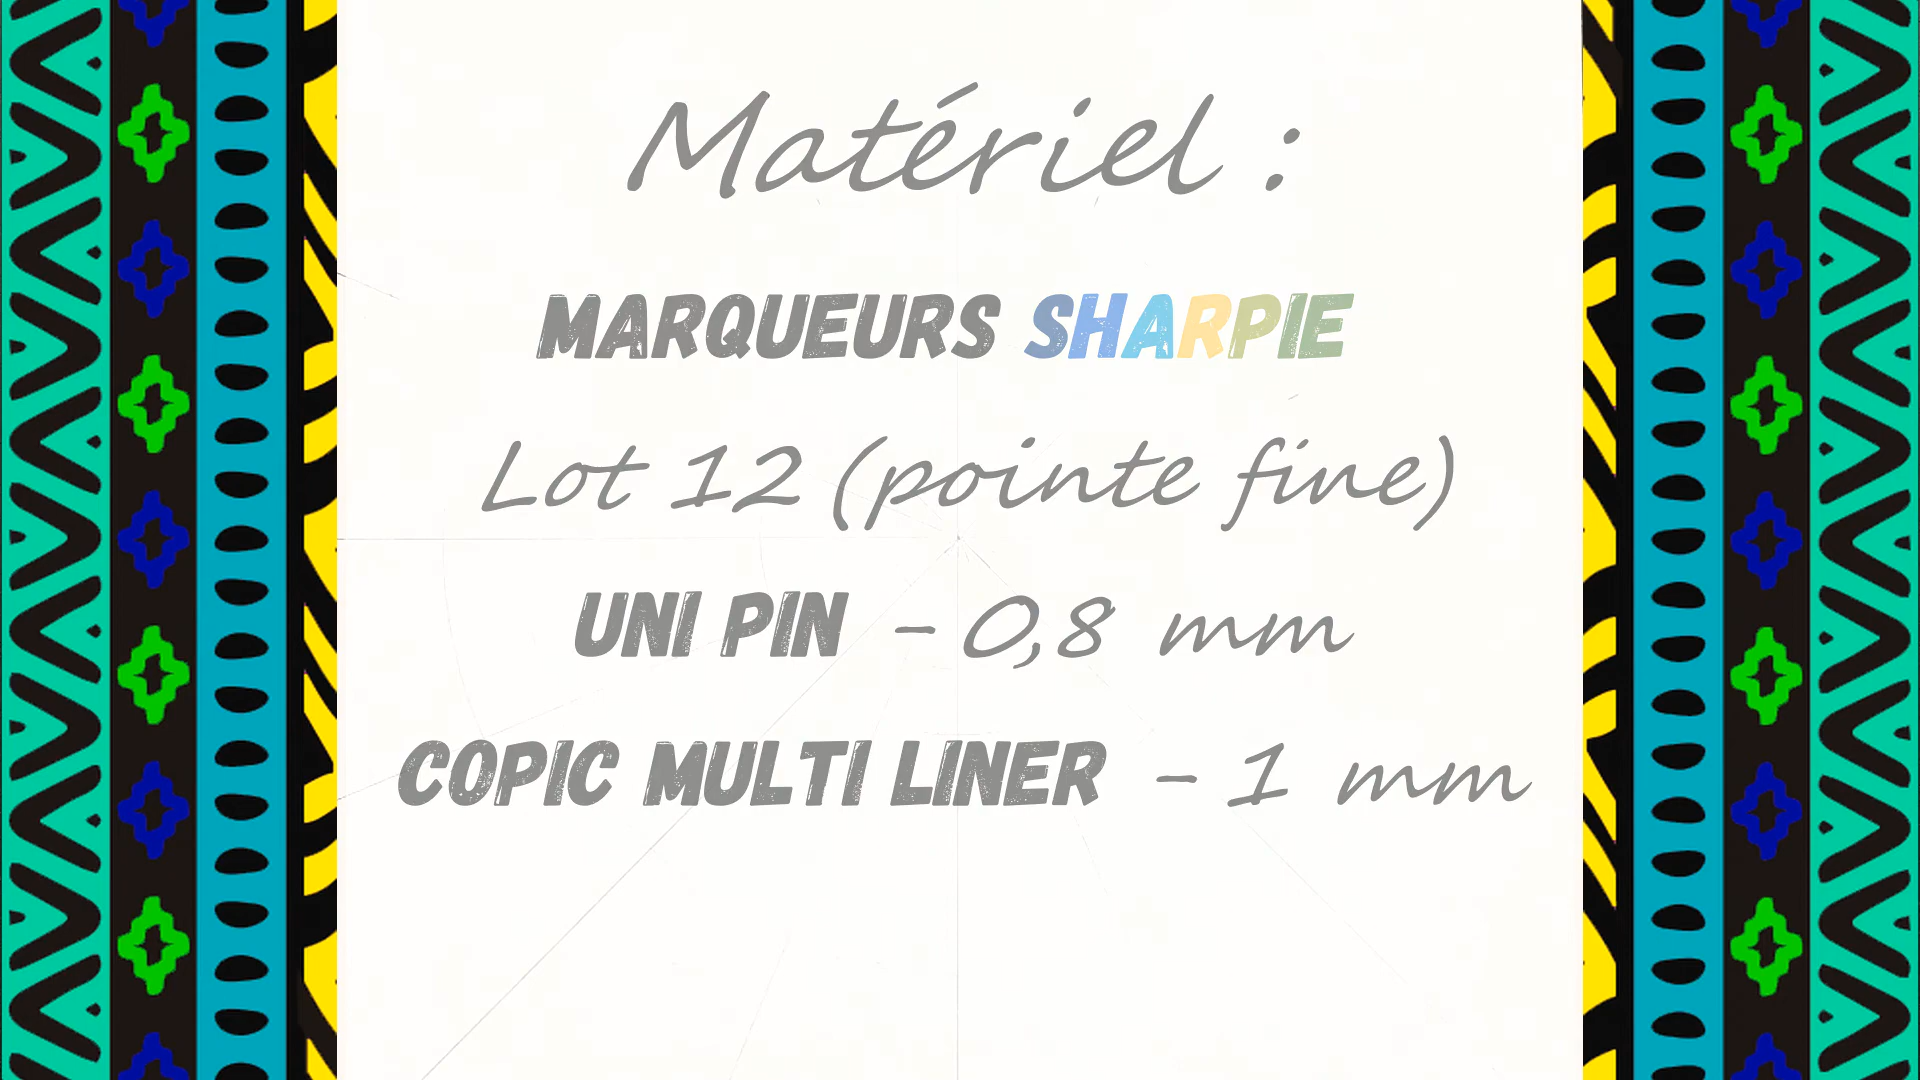 Matériel :
MARQUEURS SHARPIE
Lot 12 (pointe fine)
UNI PIN - 0,8 mm
COPIC MULTI LINER - 1 mm